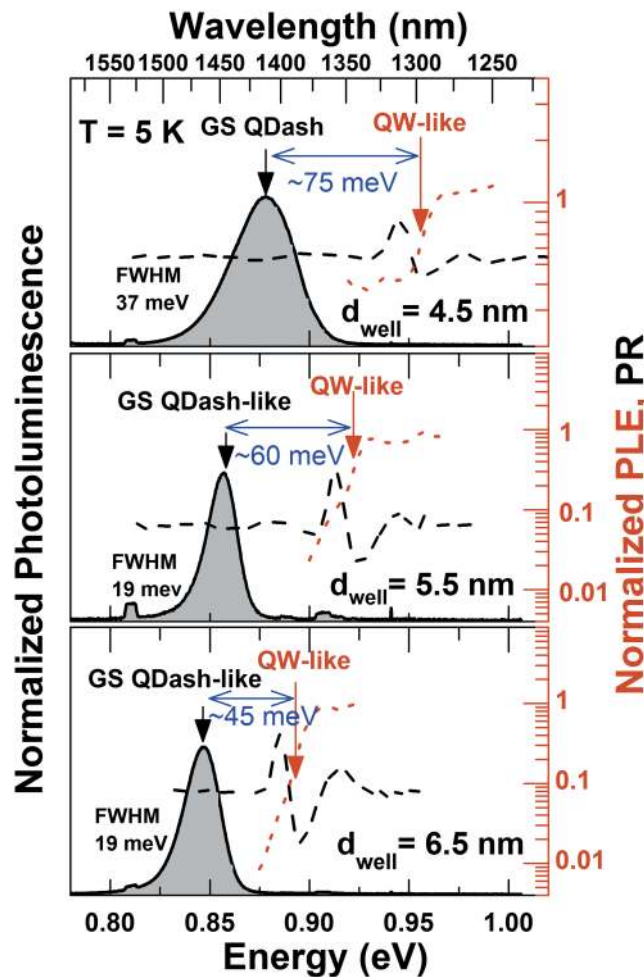 Wavelength (nm)
1550 1500 1450 1400 1350 1300 1250
T = 5 K
GS QDash
QW-like
~75 meV
1
FWHM
37 meV
d_well = 4.5 nm
GS QDash-like
QW-like
~60 meV
1
0.1
0.01
FWHM
19 mev
d_well = 5.5 nm
GS QDash-like
QW-like
~45 meV
1
0.1
0.01
FWHM
19 meV
d_well = 6.5 nm
0.80 0.85 0.90 0.95 1.00
Energy (eV)
Normalized Photoluminescence
Normalized PLE, PR